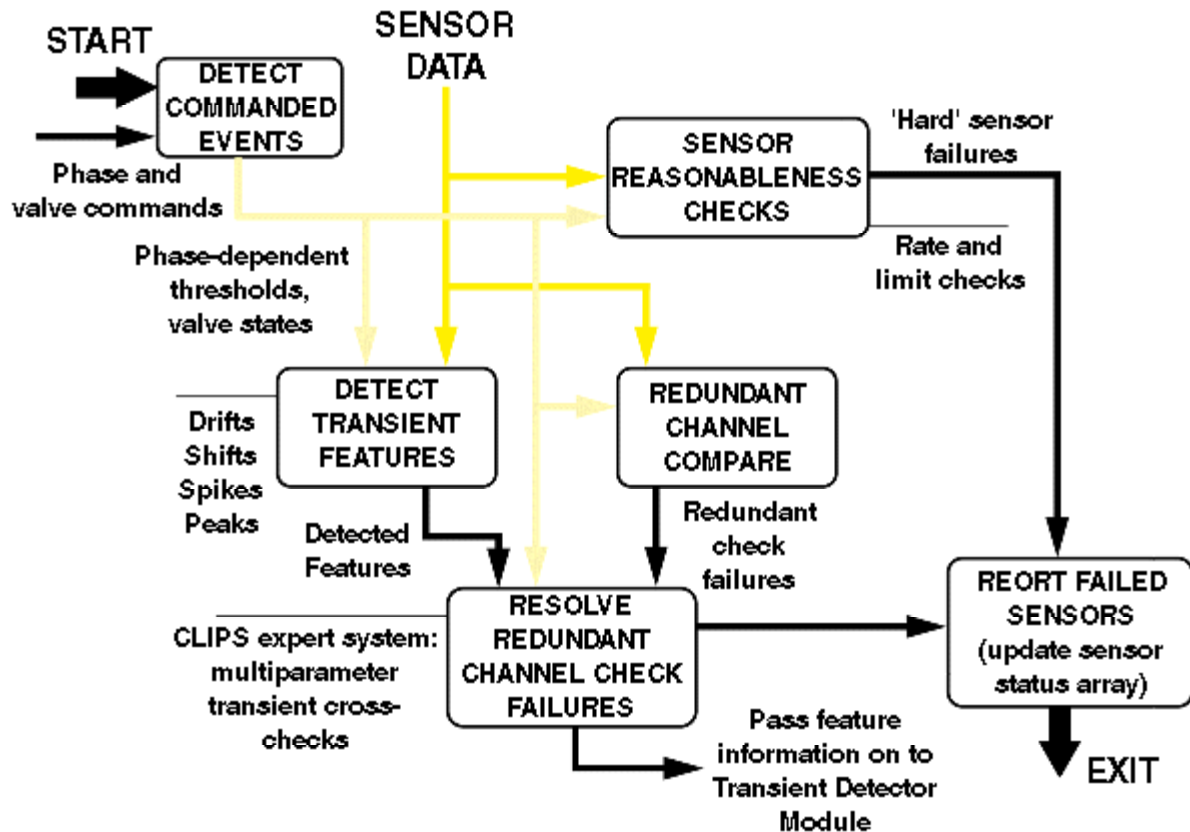 START
DETECT
COMMANDED
EVENTS
Phase and
valve commands
SENSOR
DATA
SENSOR
REASONABLENESS
CHECKS
'Hard' sensor
failures
Rate and
limit checks
Phase-dependent
thresholds,
valve states
DETECT
TRANSIENT
FEATURES
Drifts
Shifts
Spikes
Peaks
REDUNDANT
CHANNEL
COMPARE
Detected
Features
Redundant
check
failures
RESOLVE
REDUNDANT
CHANNEL CHECK
FAILURES
CLIPS expert system:
multiparameter
transient cross-
checks
REORT FAILED
SENSORS
(update sensor
status array)
Pass feature
information on to
Transient Detector
Module
EXIT